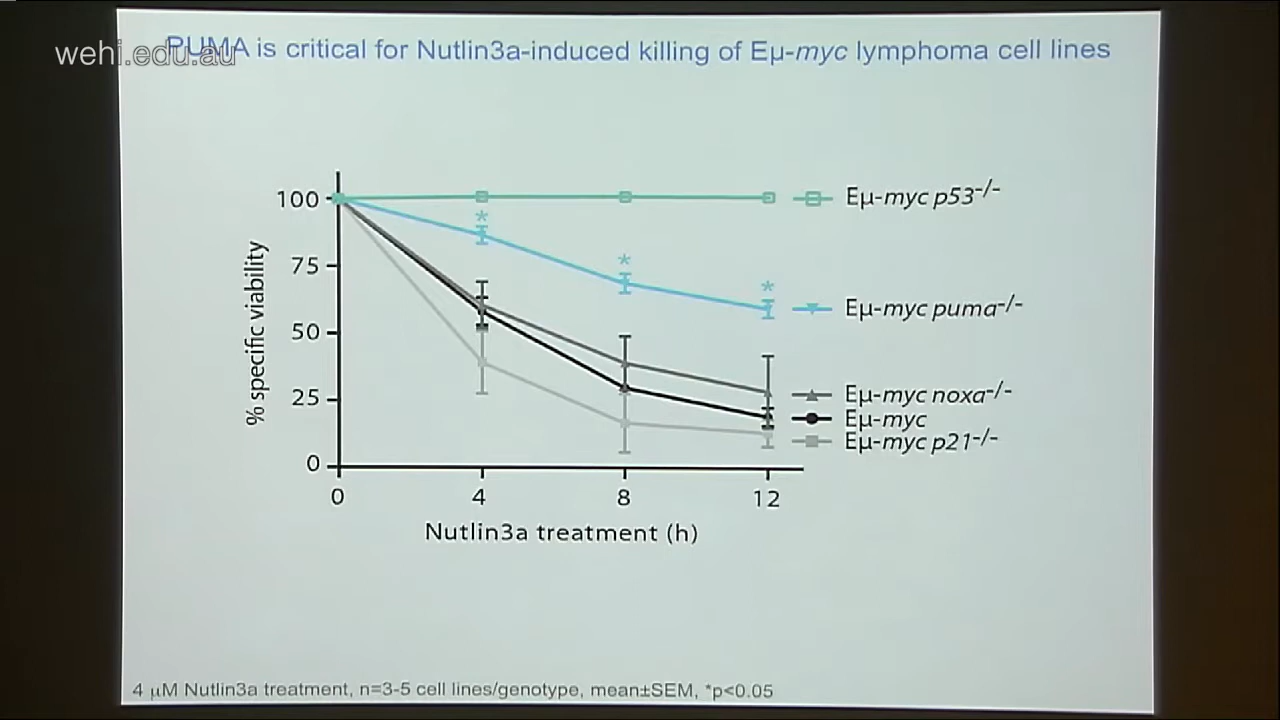 wehi.edu.au
PUMA is critical for Nutlin3a-induced killing of Eμ-myc lymphoma cell lines
100
75
50
25
0
% specific viability
0 4 8 12
Nutlin3a treatment (h)
* * *
Eμ-myc p53-/-
Eμ-myc puma-/-
Eμ-myc noxa-/-
Eμ-myc
Eμ-myc p21-/-
4 μM Nutlin3a treatment, n=3-5 cell lines/genotype, mean±SEM, *p<0.05